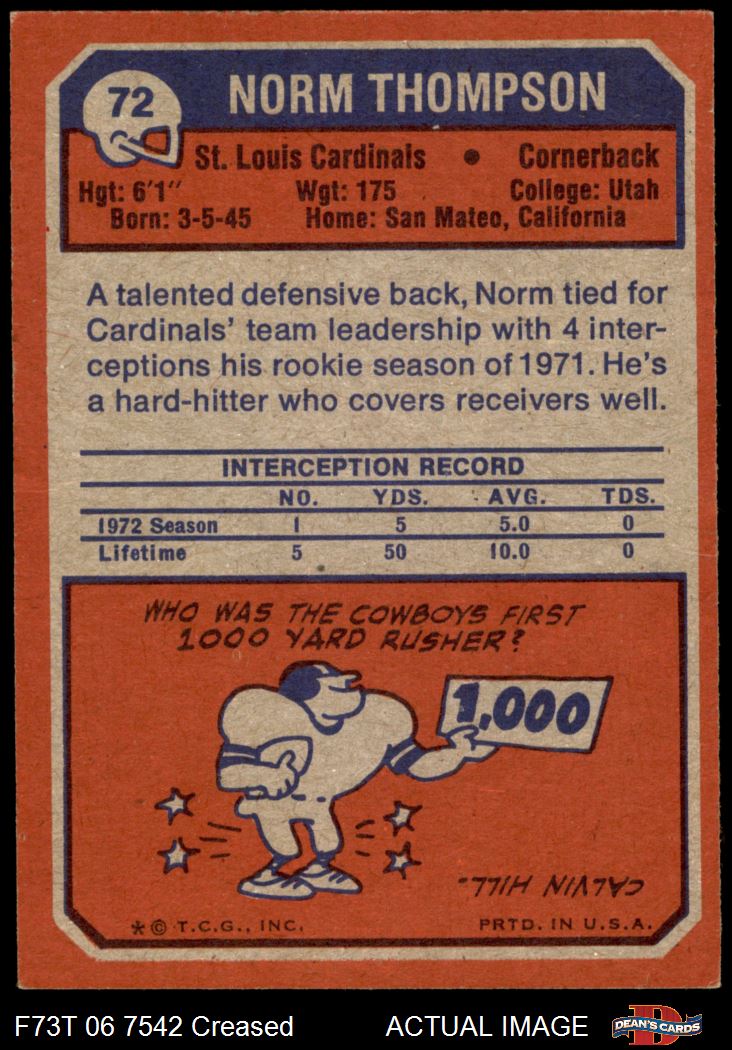 72
NORM THOMPSON
St. Louis Cardinals • Cornerback
Hgt: 6'1" Wgt: 175 College: Utah
Born: 3-5-45 Home: San Mateo, California
A talented defensive back, Norm tied for
Cardinals' team leadership with 4 inter-
ceptions his rookie season of 1971. He's
a hard-hitter who covers receivers well.
INTERCEPTION RECORD
NO. YDS. AVG. TDS.
1972 Season 1 5 5.0 0
Lifetime 5 50 10.0 0
WHO WAS THE COWBOYS FIRST
1000 YARD RUSHER?
1,000
CALVIN HILL.
* © T.C.G., INC. PRTD. IN U.S.A.
F73T 06 7542 Creased ACTUAL IMAGE
D
DEAN'S CARDS